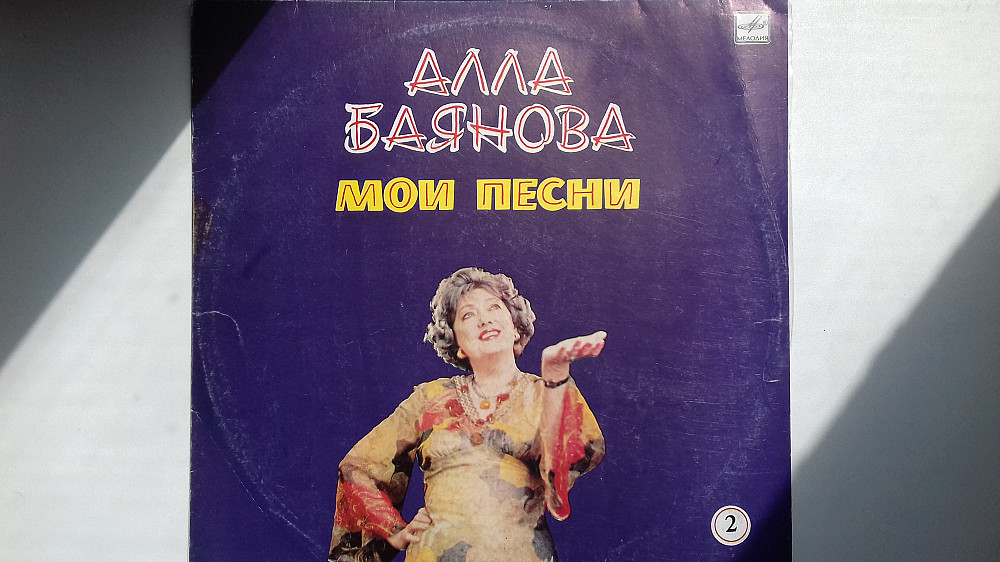 МЕЛОДИЯ
АЛЛА
БАЯНОВА
МОИ ПЕСНИ
2